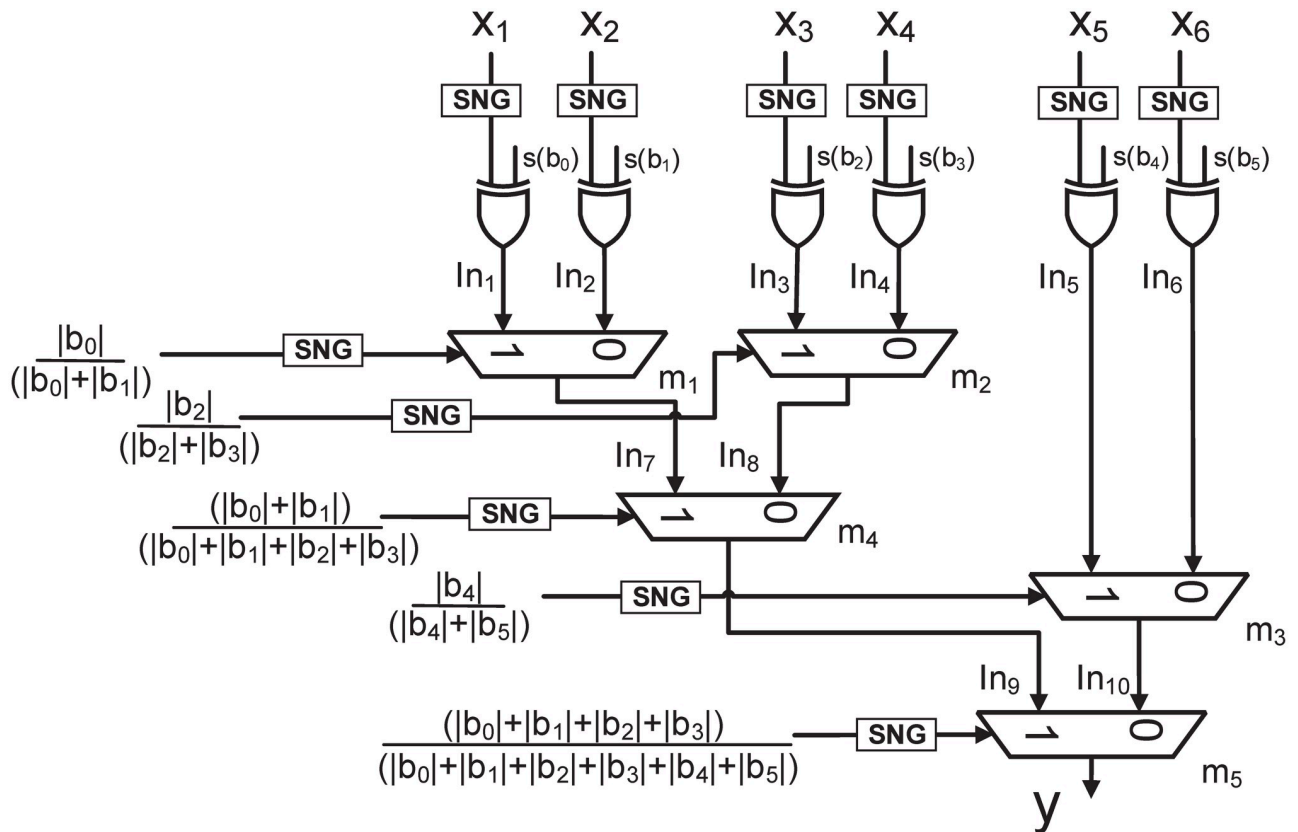 x₁ x₂ x₃ x₄ x₅ x₆
SNG SNG SNG SNG SNG SNG
s(b₀) s(b₁) s(b₂) s(b₃) s(b₄) s(b₅)
In₁ In₂ In₃ In₄ In₅ In₆
|b₀|
(|b₀|+|b₁|)
SNG
1 0
m₁
1 0
m₂
|b₂|
(|b₂|+|b₃|)
SNG
In₇ In₈
(|b₀|+|b₁|)
(|b₀|+|b₁|+|b₂|+|b₃|)
SNG
1 0
m₄
|b₄|
(|b₄|+|b₅|)
SNG
1 0
m₃
In₉ In₁₀
(|b₀|+|b₁|+|b₂|+|b₃|)
(|b₀|+|b₁|+|b₂|+|b₃|+|b₄|+|b₅|)
SNG
1 0
m₅
y